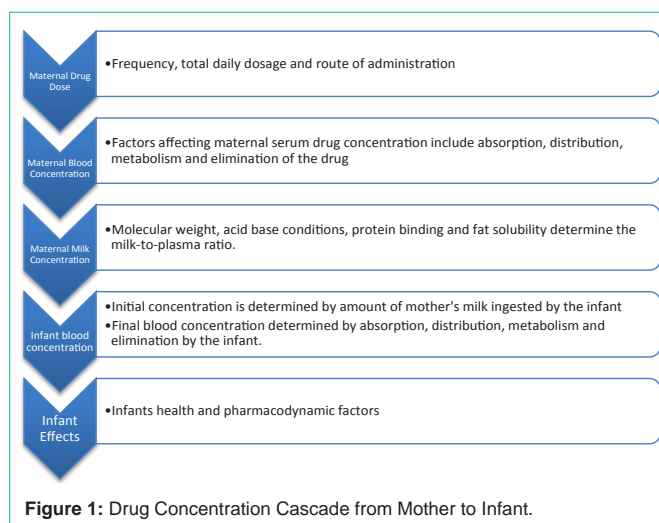 Maternal Drug
Dose
•Frequency, total daily dosage and route of administration
Maternal Blood
Concentration
•Factors affecting maternal serum drug concentration include absorption, distribution,
metabolism and elimination of the drug
Maternal Milk
Concentration
•Molecular weight, acid base conditions, protein binding and fat solubility determine the
milk-to-plasma ratio.
Infant blood
concentration
•Initial concentration is determined by amount of mother's milk ingested by the infant
•Final blood concentration determined by absorption, distribution, metabolism and
elimination by the infant.
Infant
Effects
•Infants health and pharmacodynamic factors
Figure 1: Drug Concentration Cascade from Mother to Infant.